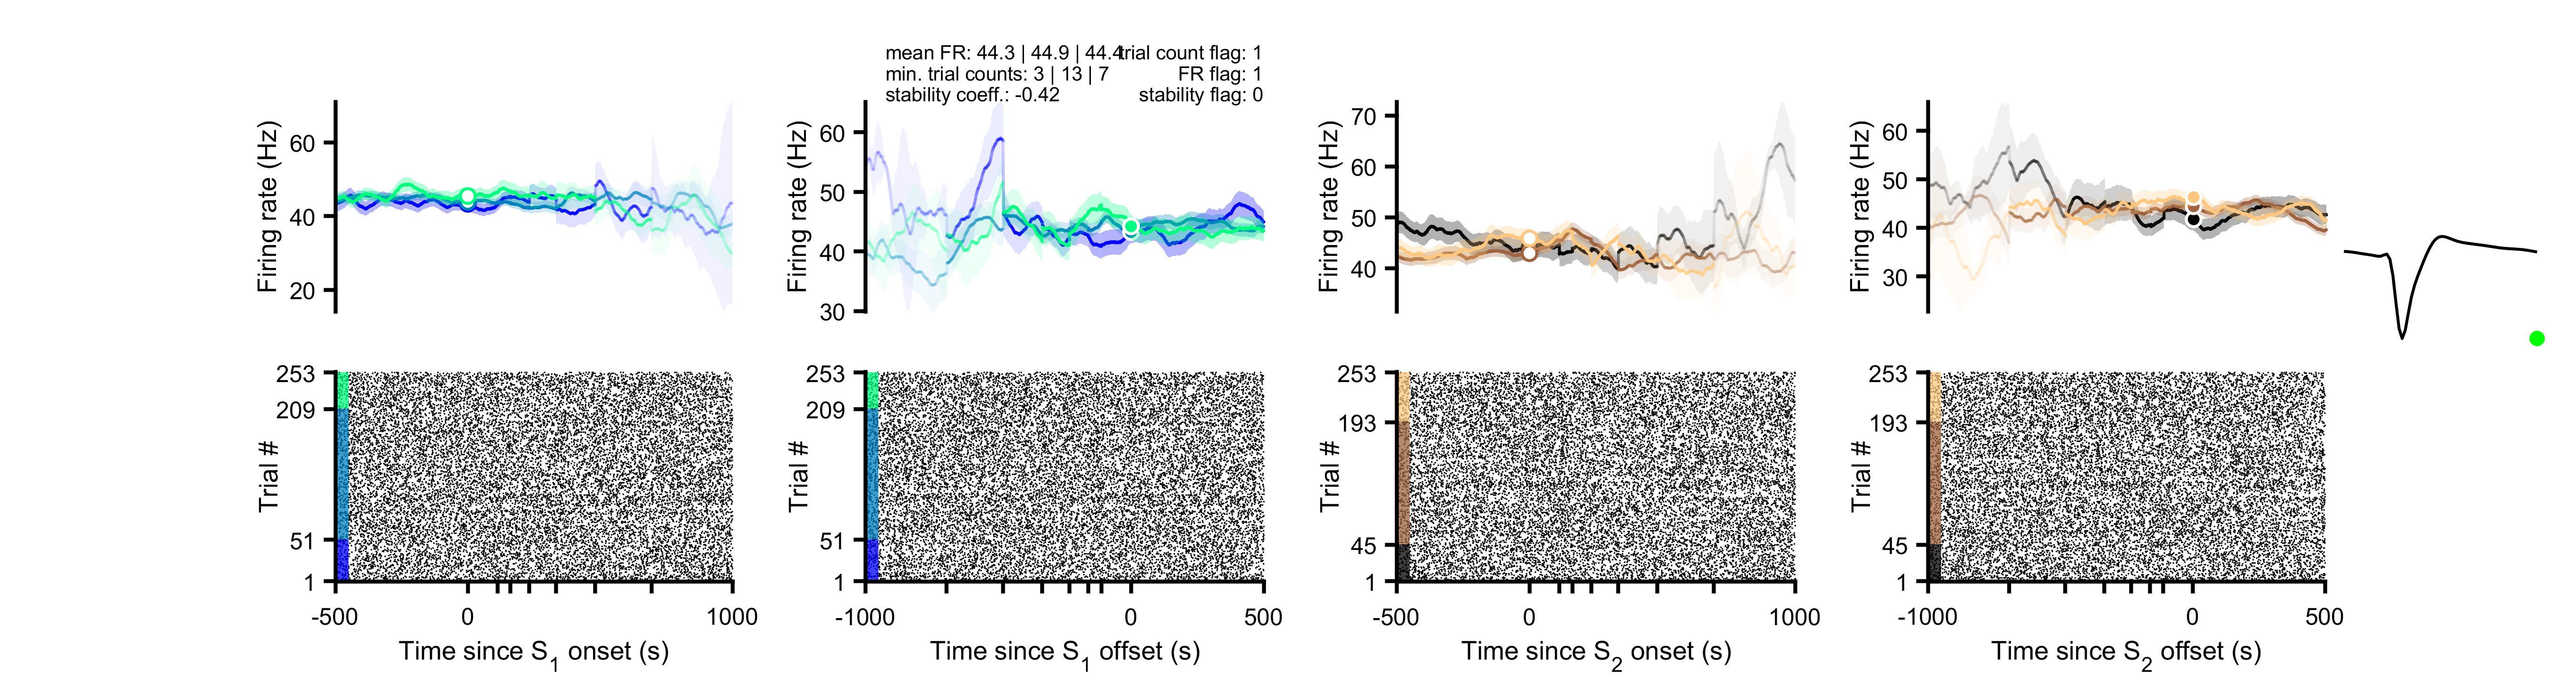 mean FR: 44.3 | 44.9 | 44.4
trial count flag: 1
min. trial counts: 3 | 13 | 7
FR flag: 1
stability coeff.: -0.42
stability flag: 0
Firing rate (Hz)
60
40
20
Firing rate (Hz)
60
50
40
30
Firing rate (Hz)
70
60
50
40
Firing rate (Hz)
60
50
40
30
Trial #
253
209
51
1
-500
0
1000
Time since S1 onset (s)
Trial #
253
209
51
1
-1000
0
500
Time since S1 offset (s)
Trial #
253
193
45
1
-500
0
1000
Time since S2 onset (s)
Trial #
253
193
45
1
-1000
0
500
Time since S2 offset (s)